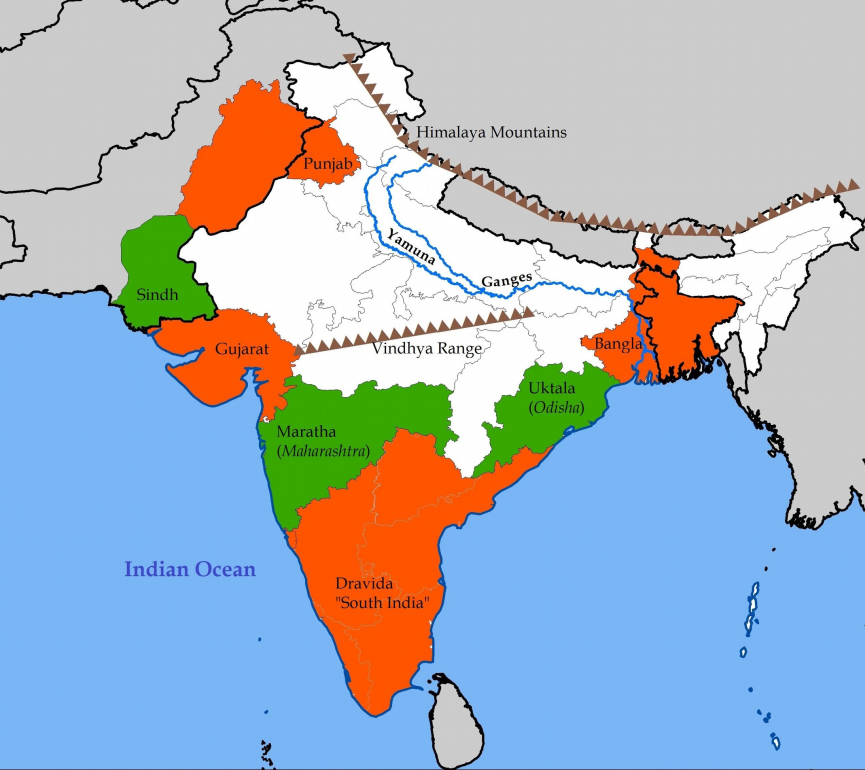 Himalaya Mountains
Punjab
Yamuna
Ganges
Sindh
Gujarat
Vindhya Range
Bangla
Uktala
(Odisha)
Maratha
(Maharashtra)
Indian Ocean
Dravida
"South India"